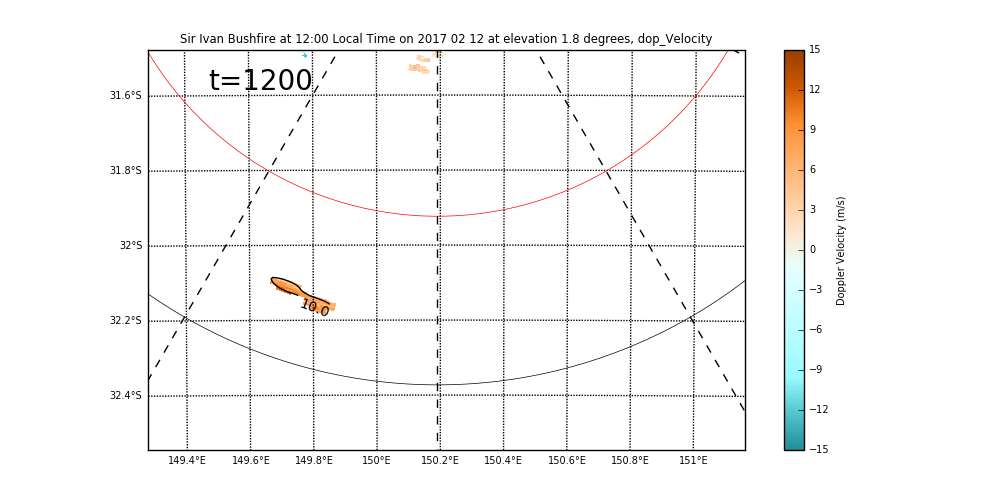 Sir Ivan Bushfire at 12:00 Local Time on 2017 02 12 at elevation 1.8 degrees, dop_Velocity
t=1200
31.6°S
31.8°S
32°S
32.2°S
32.4°S
10.0
149.4°E 149.6°E 149.8°E 150°E 150.2°E 150.4°E 150.6°E 150.8°E 151°E
15
12
9
6
3
0
−3
−6
−9
−12
−15
Doppler Velocity (m/s)